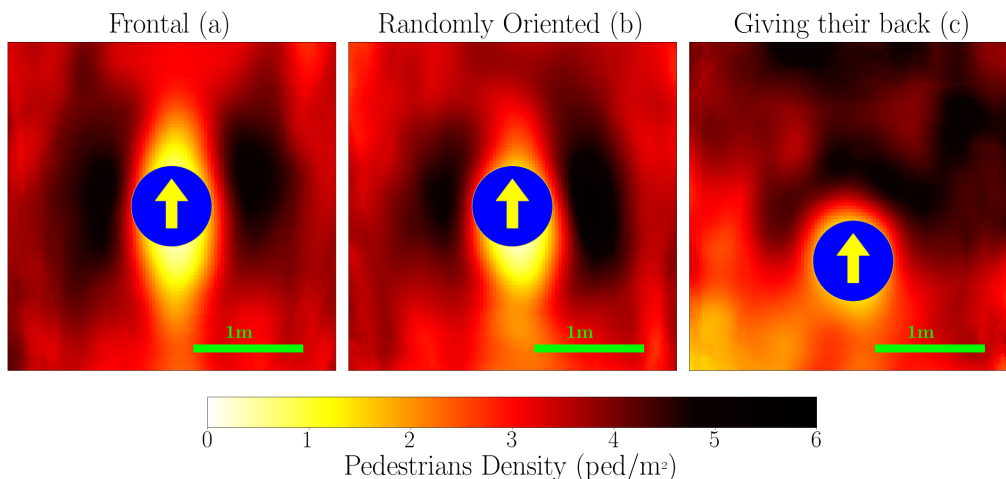 Frontal (a)
Randomly Oriented (b)
Giving their back (c)
1m
1m
1m
0 1 2 3 4 5 6
Pedestrians Density (ped/m²)